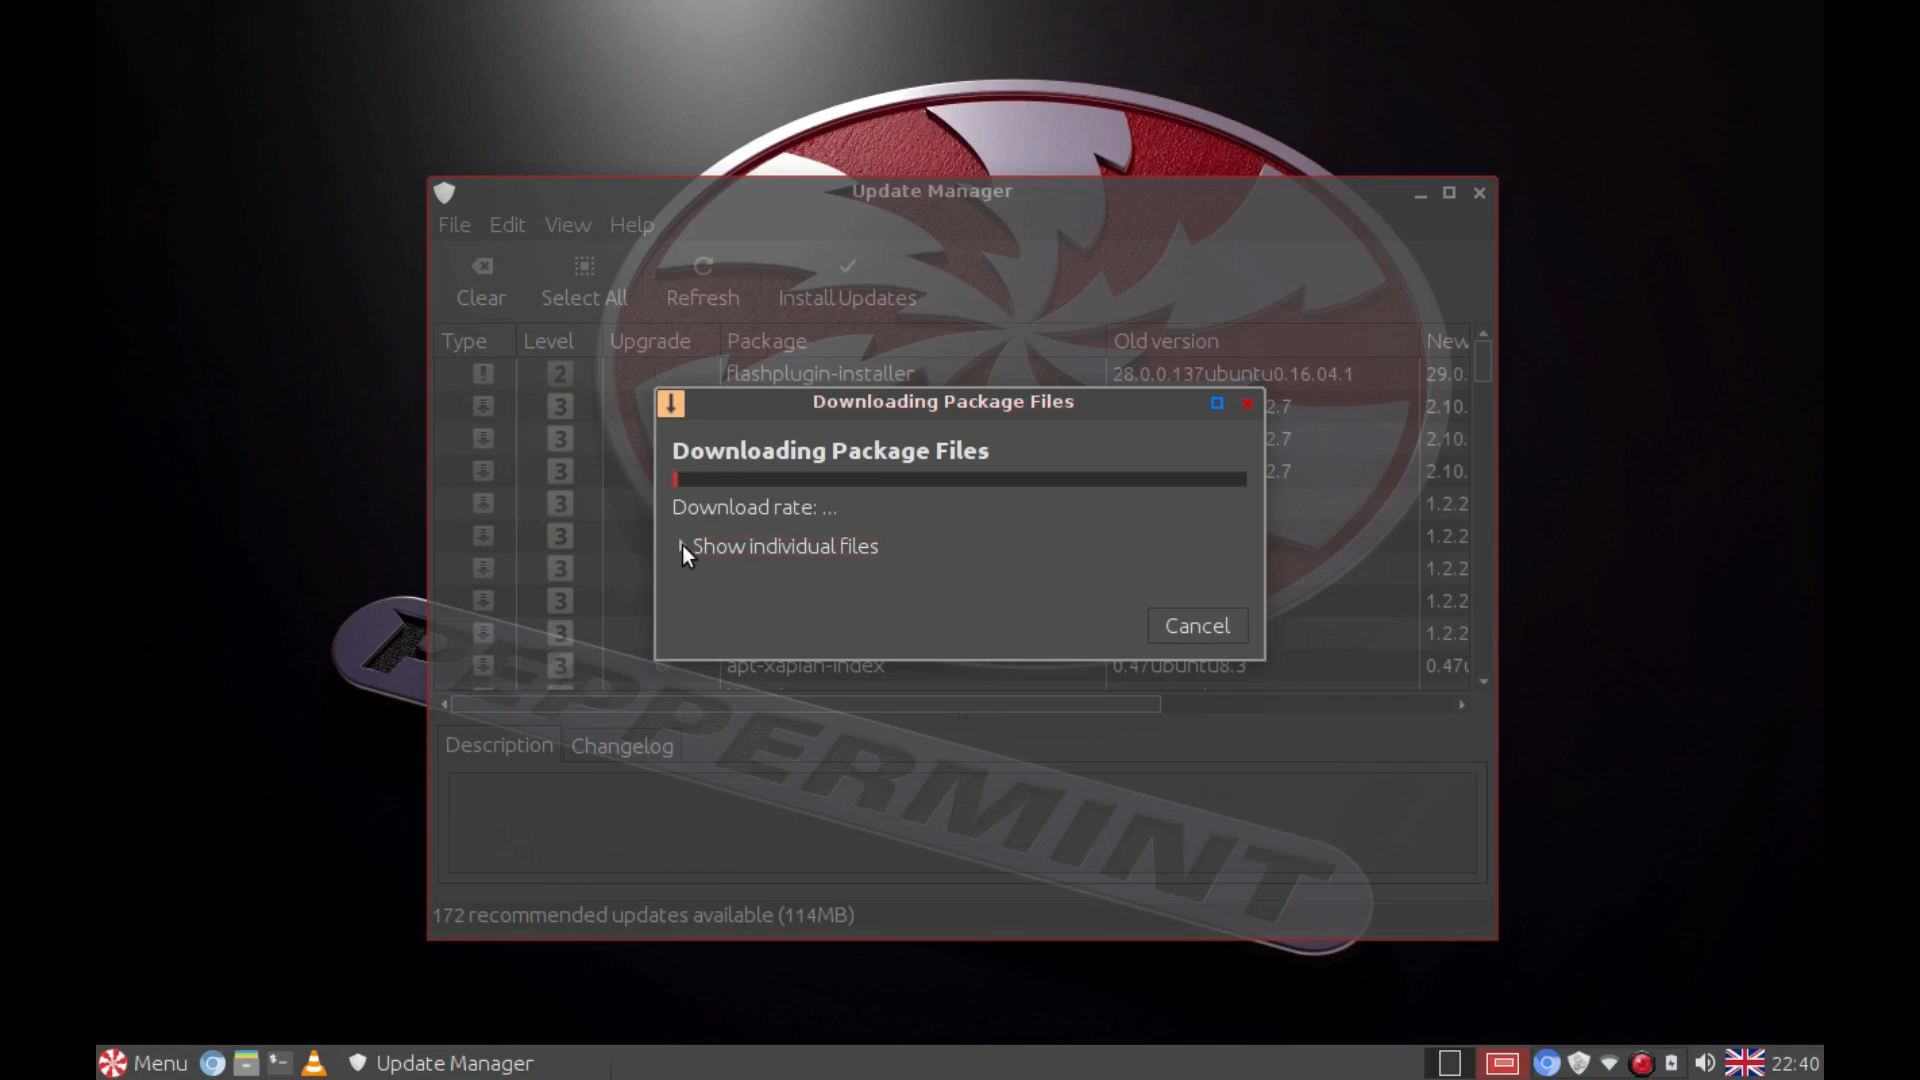 Update Manager
File Edit View Help
Clear Select All Refresh Install Updates
Type Level Upgrade Package Old version New
2 flashplugin-installer 28.0.0.137ubuntu0.16.04.1 29.0.
3 2.7 2.10.
3 2.7 2.10.
3 2.7 2.10.
3 1.2.2
3 1.2.2
3 1.2.2
3 1.2.2
3 1.2.2
3 apt-xapian-index 0.47ubuntu8.3 0.47u
Downloading Package Files
Downloading Package Files
Download rate: ...
Show individual files
Cancel
PEPPERMINT
Description Changelog
172 recommended updates available (114MB)
Menu Update Manager 22:40